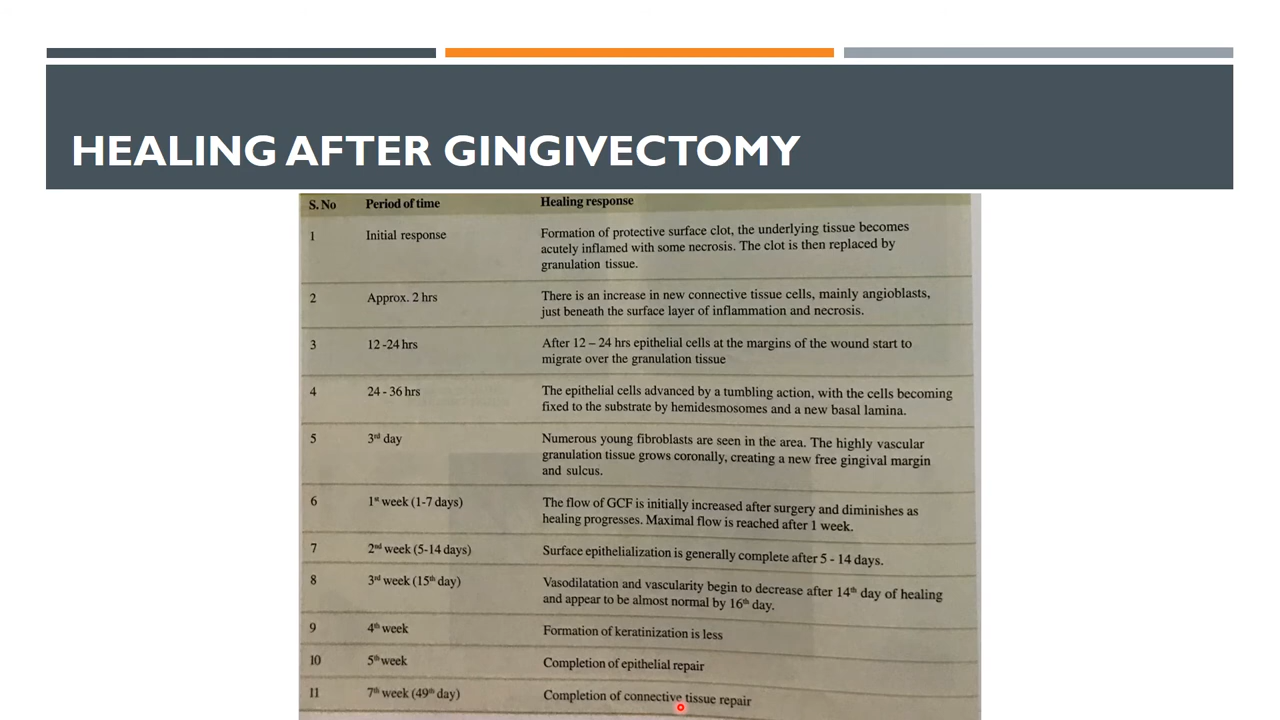 HEALING AFTER GINGIVECTOMY
S. No Period of time Healing response
1 Initial response Formation of protective surface clot, the underlying tissue becomes
acutely inflamed with some necrosis. The clot is then replaced by
granulation tissue.
2 Approx. 2 hrs There is an increase in new connective tissue cells, mainly angioblasts,
just beneath the surface layer of inflammation and necrosis.
3 12 -24 hrs After 12 – 24 hrs epithelial cells at the margins of the wound start to
migrate over the granulation tissue
4 24 - 36 hrs The epithelial cells advanced by a tumbling action, with the cells becoming
fixed to the substrate by hemidesmosomes and a new basal lamina.
5 3rd day Numerous young fibroblasts are seen in the area. The highly vascular
granulation tissue grows coronally, creating a new free gingival margin
and sulcus.
6 1st week (1-7 days) The flow of GCF is initially increased after surgery and diminishes as
healing progresses. Maximal flow is reached after 1 week.
7 2nd week (5-14 days) Surface epithelialization is generally complete after 5 - 14 days.
8 3rd week (15th day) Vasodilatation and vascularity begin to decrease after 14th day of healing
and appear to be almost normal by 16th day.
9 4th week Formation of keratinization is less
10 5th week Completion of epithelial repair
11 7th week (49th day) Completion of connective tissue repair